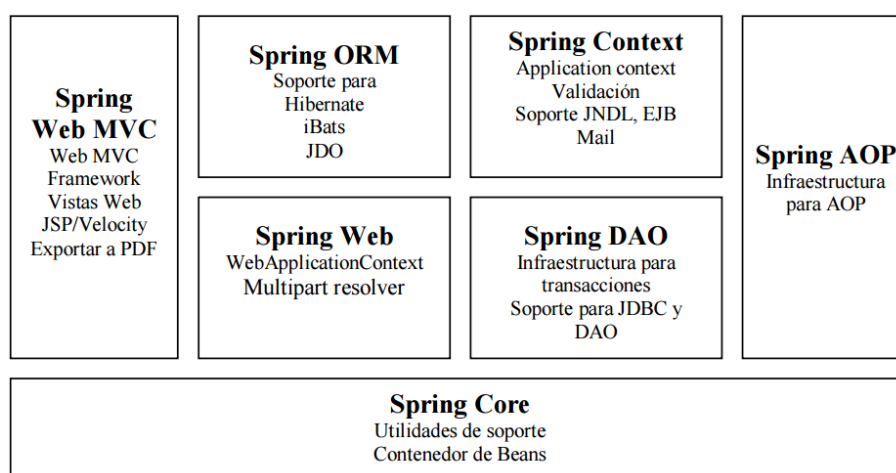 Spring
Web MVC
Web MVC
Framework
Vistas Web
JSP/Velocity
Exportar a PDF
Spring ORM
Soporte para
Hibernate
iBats
JDO
Spring Context
Application context
Validación
Soporte JNDL, EJB
Mail
Spring Web
WebApplicationContext
Multipart resolver
Spring DAO
Infraestructura para
transacciones
Soporte para JDBC y
DAO
Spring AOP
Infraestructura
para AOP
Spring Core
Utilidades de soporte
Contenedor de Beans